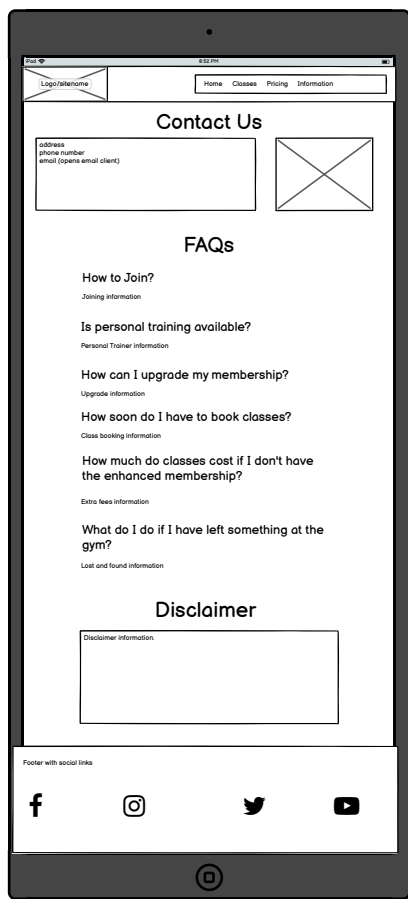 iPad
8:52 PM
Logo/sitename
Home Classes Pricing Information
Contact Us
address
phone number
email (opens email client)
FAQs
How to Join?
Joining information
Is personal training available?
Personal Trainer information
How can I upgrade my membership?
Upgrade information
How soon do I have to book classes?
Class booking information
How much do classes cost if I don't have
the enhanced membership?
Extra fees information
What do I do if I have left something at the
gym?
Lost and found information
Disclaimer
Disclaimer information.
Footer with social links